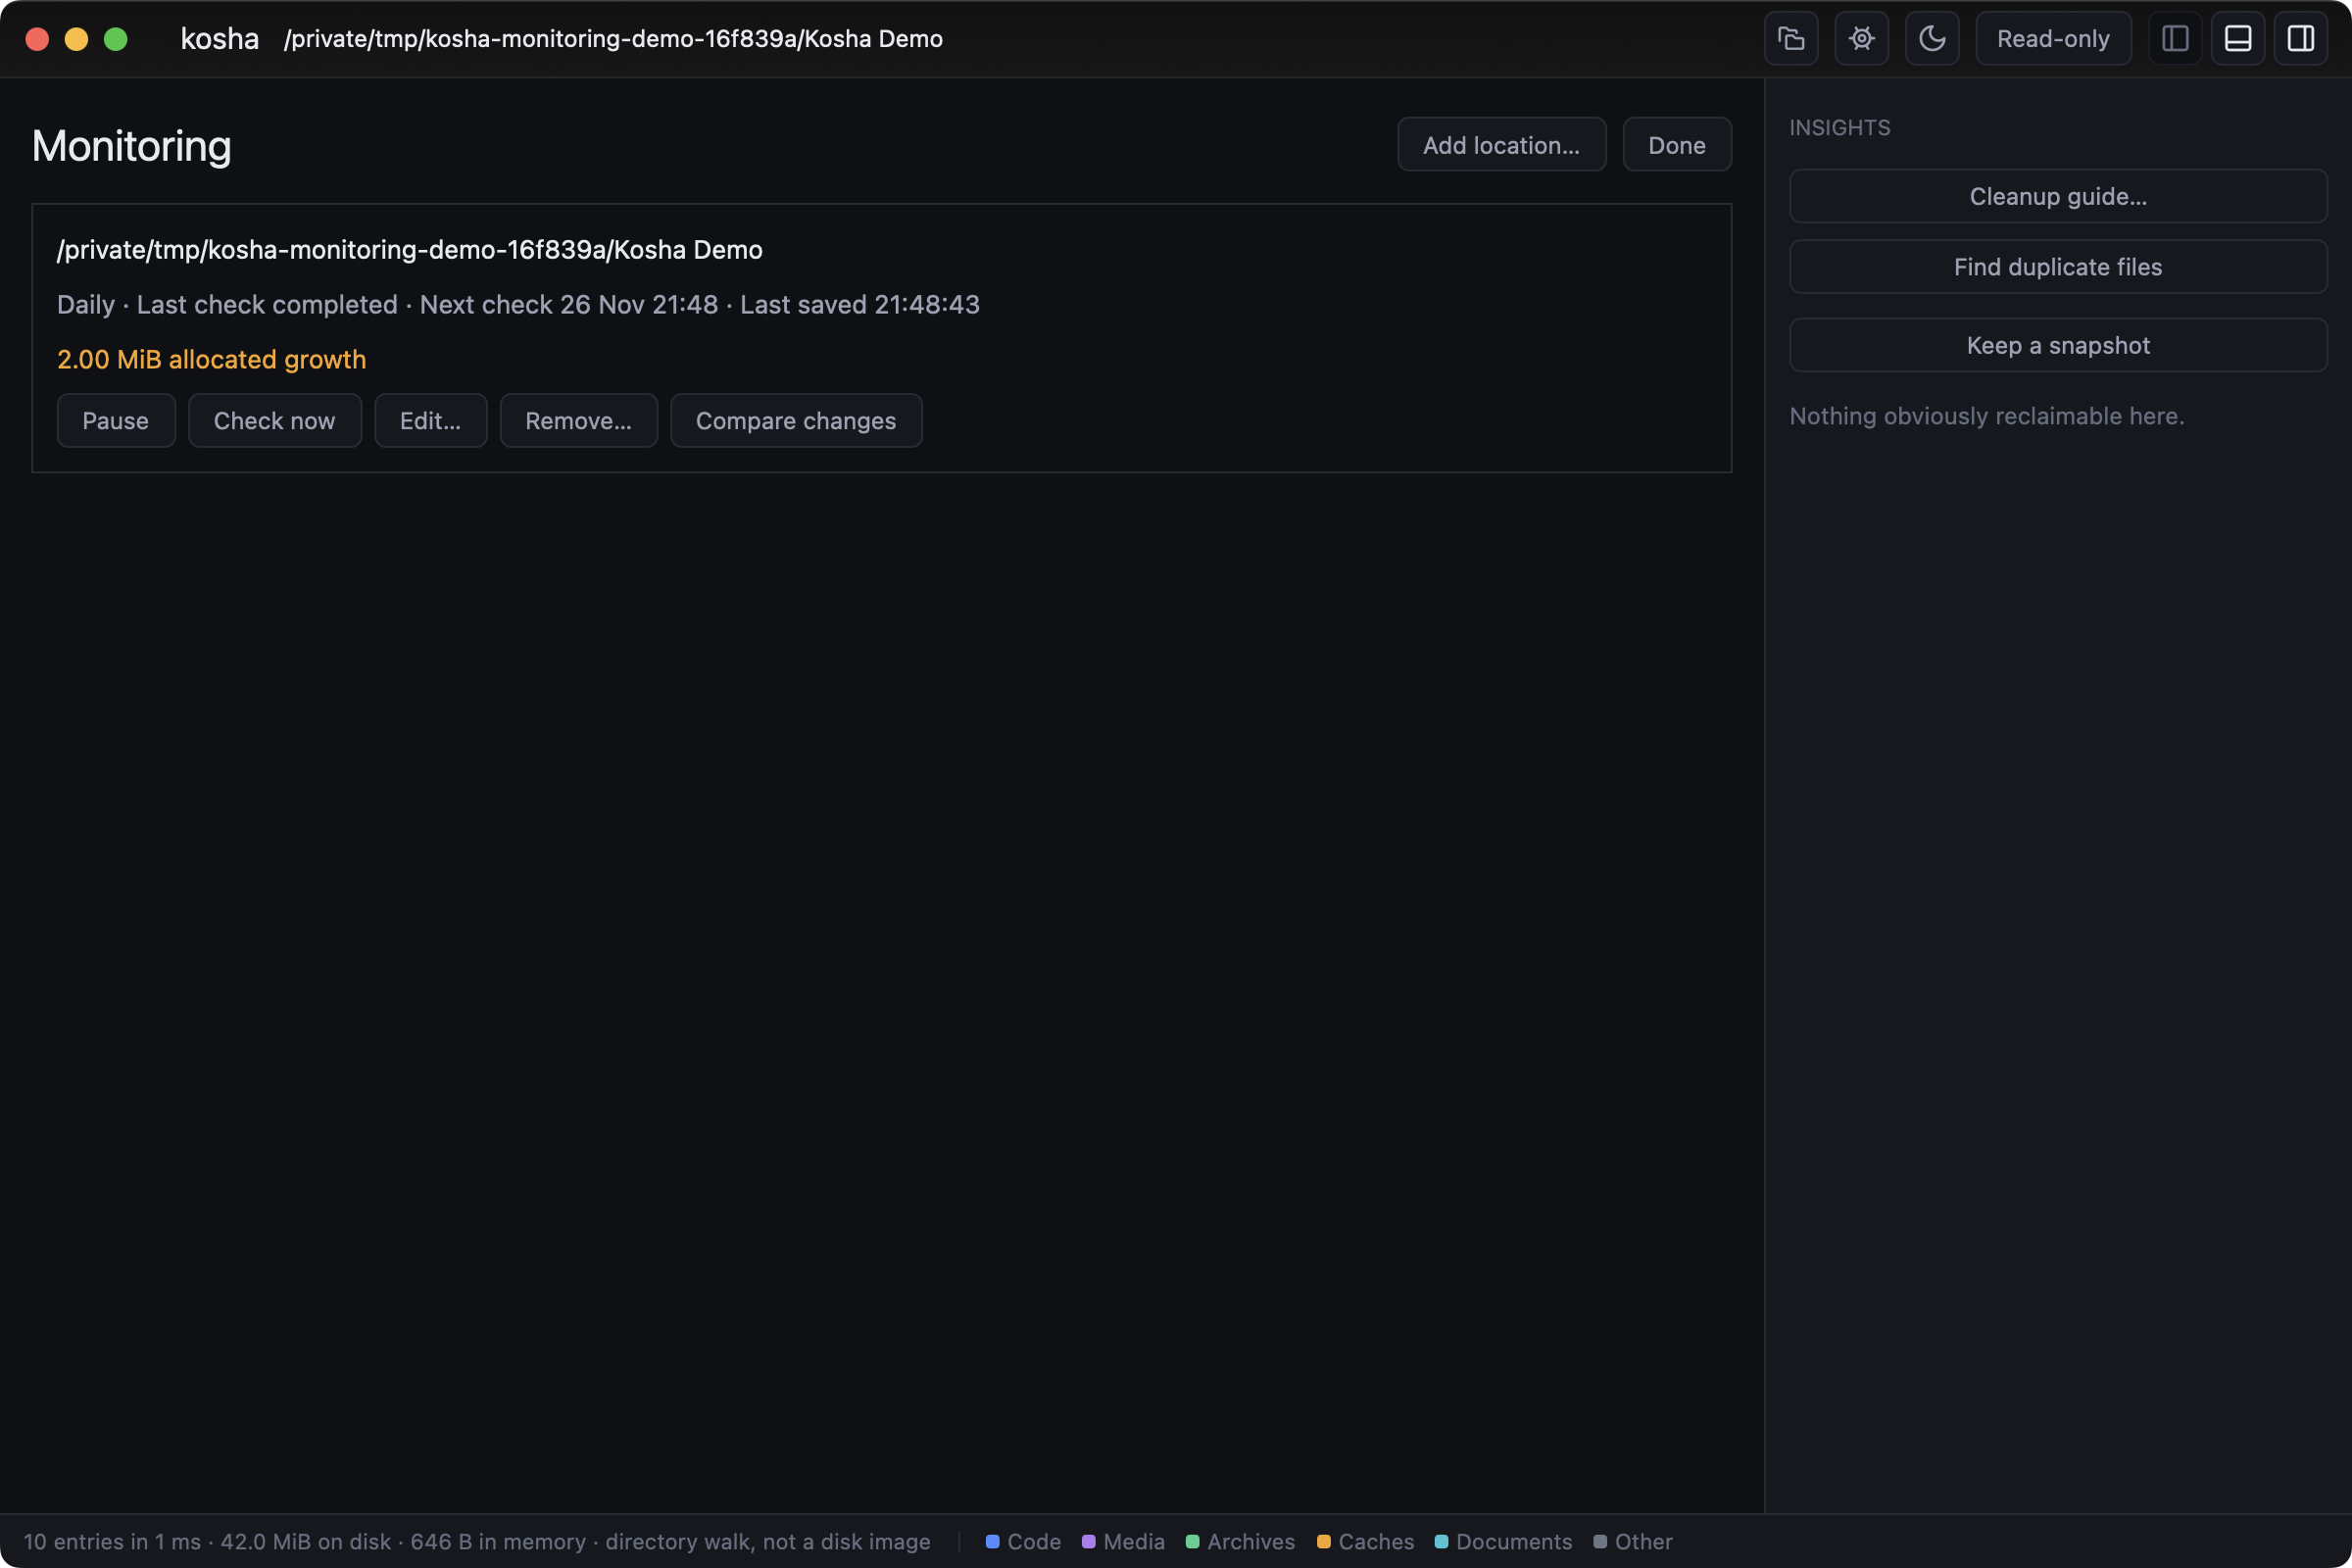 kosha /private/tmp/kosha-monitoring-demo-16f839a/Kosha Demo
Read-only
Monitoring
Add location...
Done
/private/tmp/kosha-monitoring-demo-16f839a/Kosha Demo
Daily · Last check completed · Next check 26 Nov 21:48 · Last saved 21:48:43
2.00 MiB allocated growth
Pause
Check now
Edit...
Remove...
Compare changes
INSIGHTS
Cleanup guide...
Find duplicate files
Keep a snapshot
Nothing obviously reclaimable here.
10 entries in 1 ms · 42.0 MiB on disk · 646 B in memory · directory walk, not a disk image
Code
Media
Archives
Caches
Documents
Other